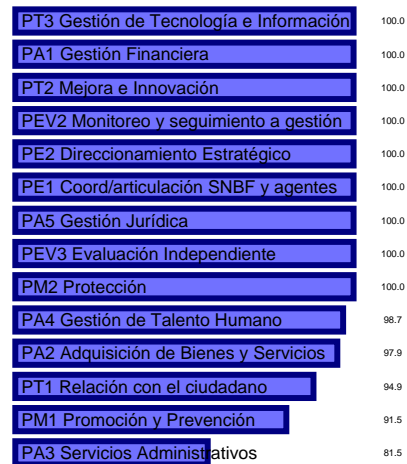 PT3 Gestión de Tecnología e Información 100.0
PA1 Gestión Financiera 100.0
PT2 Mejora e Innovación 100.0
PEV2 Monitoreo y seguimiento a gestión 100.0
PE2 Direccionamiento Estratégico 100.0
PE1 Coord/articulación SNBF y agentes 100.0
PA5 Gestión Jurídica 100.0
PEV3 Evaluación Independiente 100.0
PM2 Protección 100.0
PA4 Gestión de Talento Humano 98.7
PA2 Adquisición de Bienes y Servicios 97.9
PT1 Relación con el ciudadano 94.9
PM1 Promoción y Prevención 91.5
PA3 Servicios Administrativos 81.5